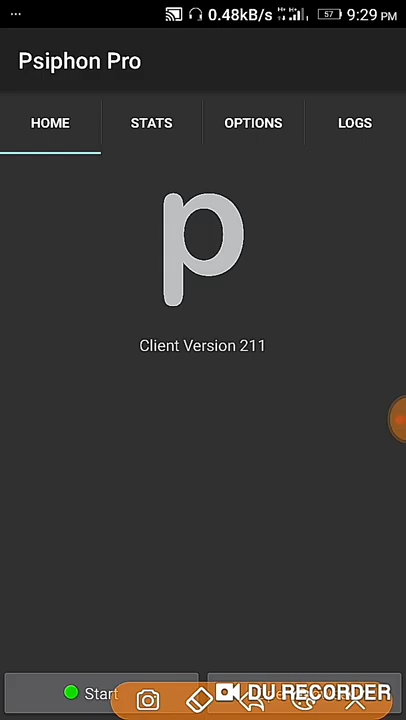 ... 0.48kB/s 57 9:29 PM
Psiphon Pro
HOME STATS OPTIONS LOGS
p
Client Version 211
Start
DU RECORDER